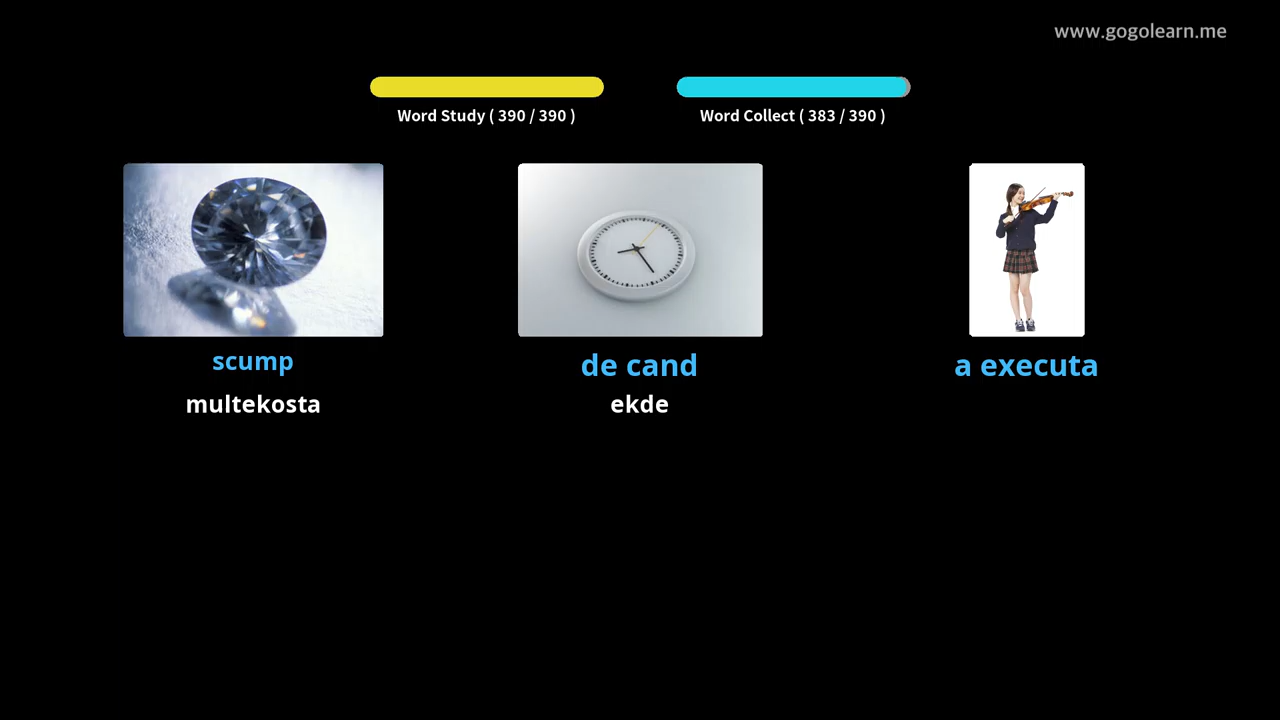 www.gogolearn.me
Word Study ( 390 / 390 )
Word Collect ( 383 / 390 )
scump
de cand
a executa
multekosta
ekde